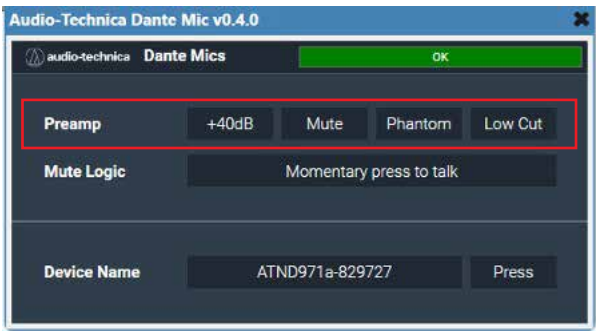 Audio-Technica Dante Mic v0.4.0
audio-technica Dante Mics OK
Preamp +40dB Mute Phantom Low Cut
Mute Logic Momentary press to talk
Device Name ATND971a-829727 Press